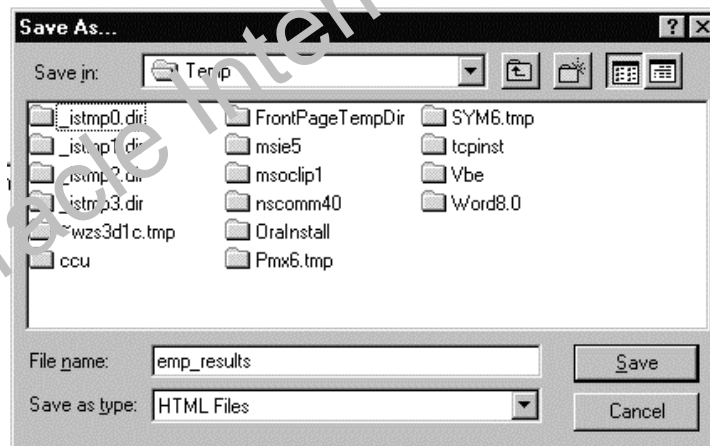 Save As...
Save in: Temp
_istmp0.dir FrontPageTempDir SYM6.tmp
_istmp1.dir msie5 tcpinst
_istmp2.dir msoclip1 Vbe
_istmp3.dir nscomm40 Word8.0
~wzs3d1c.tmp OraInstall
ccu Pmx6.tmp
File name: emp_results Save
Save as type: HTML Files Cancel